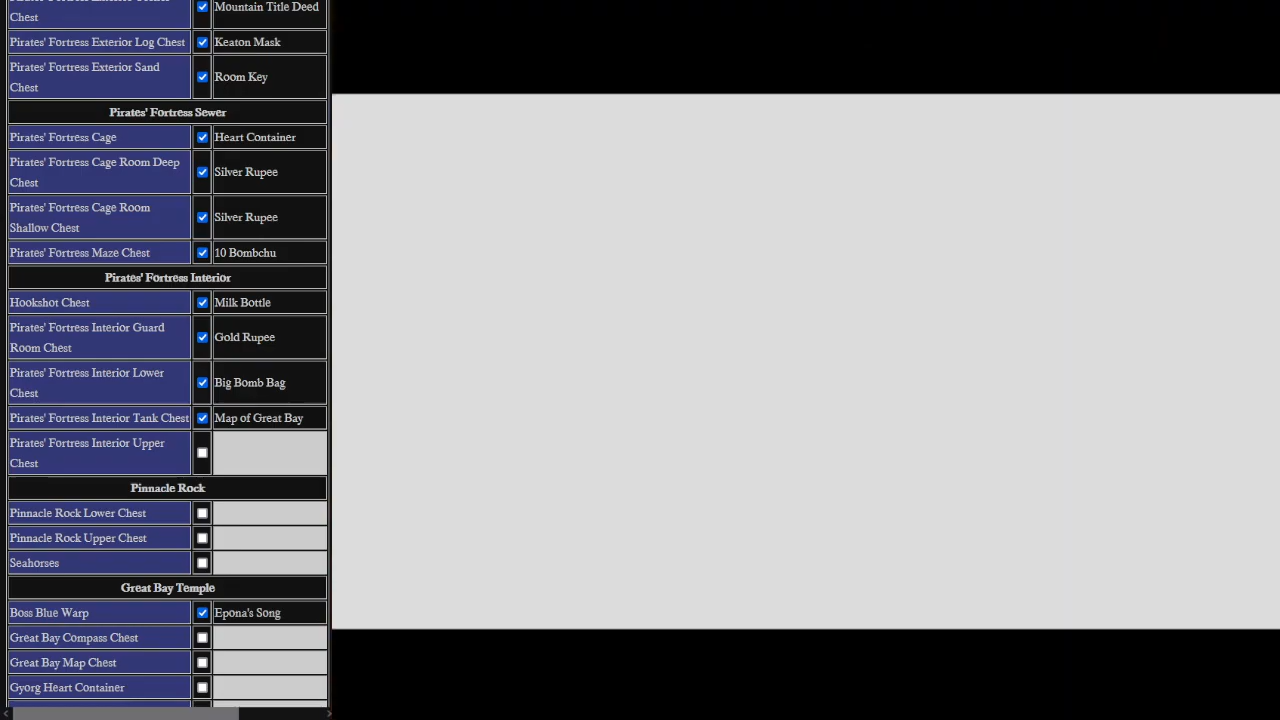 Chest
Mountain Title Deed
Pirates' Fortress Exterior Log Chest
Keaton Mask
Pirates' Fortress Exterior Sand
Chest
Room Key
Pirates' Fortress Sewer
Pirates' Fortress Cage
Heart Container
Pirates' Fortress Cage Room Deep
Chest
Silver Rupee
Pirates' Fortress Cage Room
Shallow Chest
Silver Rupee
Pirates' Fortress Maze Chest
10 Bombchu
Pirates' Fortress Interior
Hookshot Chest
Milk Bottle
Pirates' Fortress Interior Guard
Room Chest
Gold Rupee
Pirates' Fortress Interior Lower
Chest
Big Bomb Bag
Pirates' Fortress Interior Tank Chest
Map of Great Bay
Pirates' Fortress Interior Upper
Chest
Pinnacle Rock
Pinnacle Rock Lower Chest
Pinnacle Rock Upper Chest
Seahorses
Great Bay Temple
Boss Blue Warp
Epona's Song
Great Bay Compass Chest
Great Bay Map Chest
Gyorg Heart Container